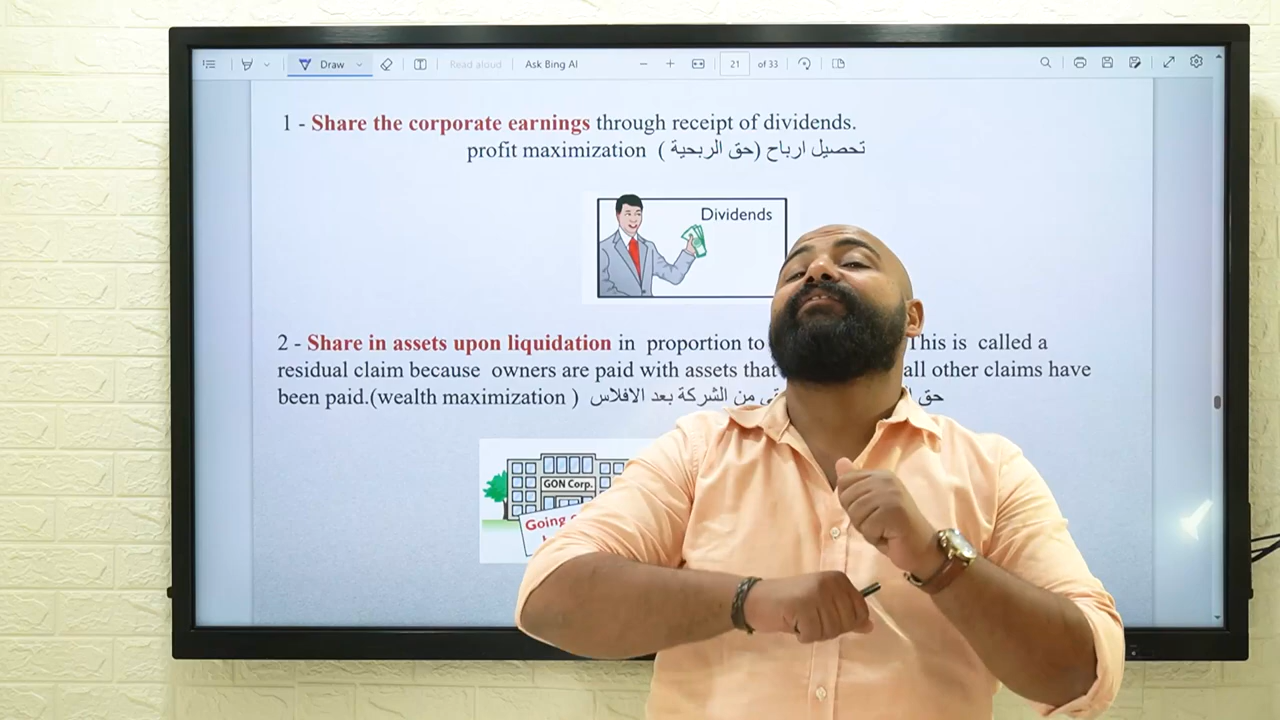 Draw
Read aloud
Ask Bing AI
21 of 33
1 - Share the corporate earnings through receipt of dividends.
profit maximization ( تحصيل ارباح (حق الربحية
Dividends
2 - Share in assets upon liquidation in proportion to This is called a
residual claim because owners are paid with assets that all other claims have
been paid.(wealth maximization ) حق من الشركة بعد الافلاس
GON Corp.
Going